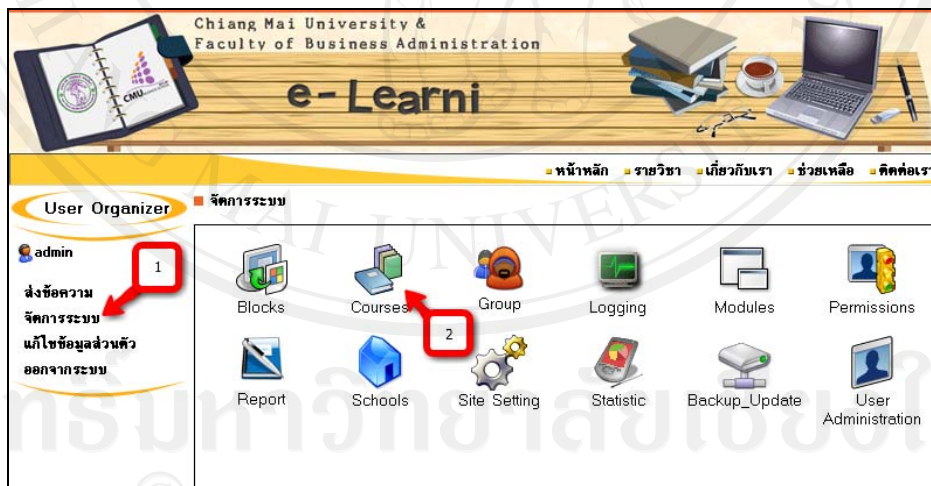 Chiang Mai University &
Faculty of Business Administration
e-Learni
CMU
หน้าหลัก รายวิชา เกี่ยวกับเรา ช่วยเหลือ ติดต่อเรา
User Organizer
จัดการระบบ
admin
1
ส่งข้อความ
จัดการระบบ
แก้ไขข้อมูลส่วนตัว
ออกจากระบบ
Blocks Courses Group Logging Modules Permissions
2
Report Schools Site Setting Statistic Backup_Update User Administration
MAI UNIVERS